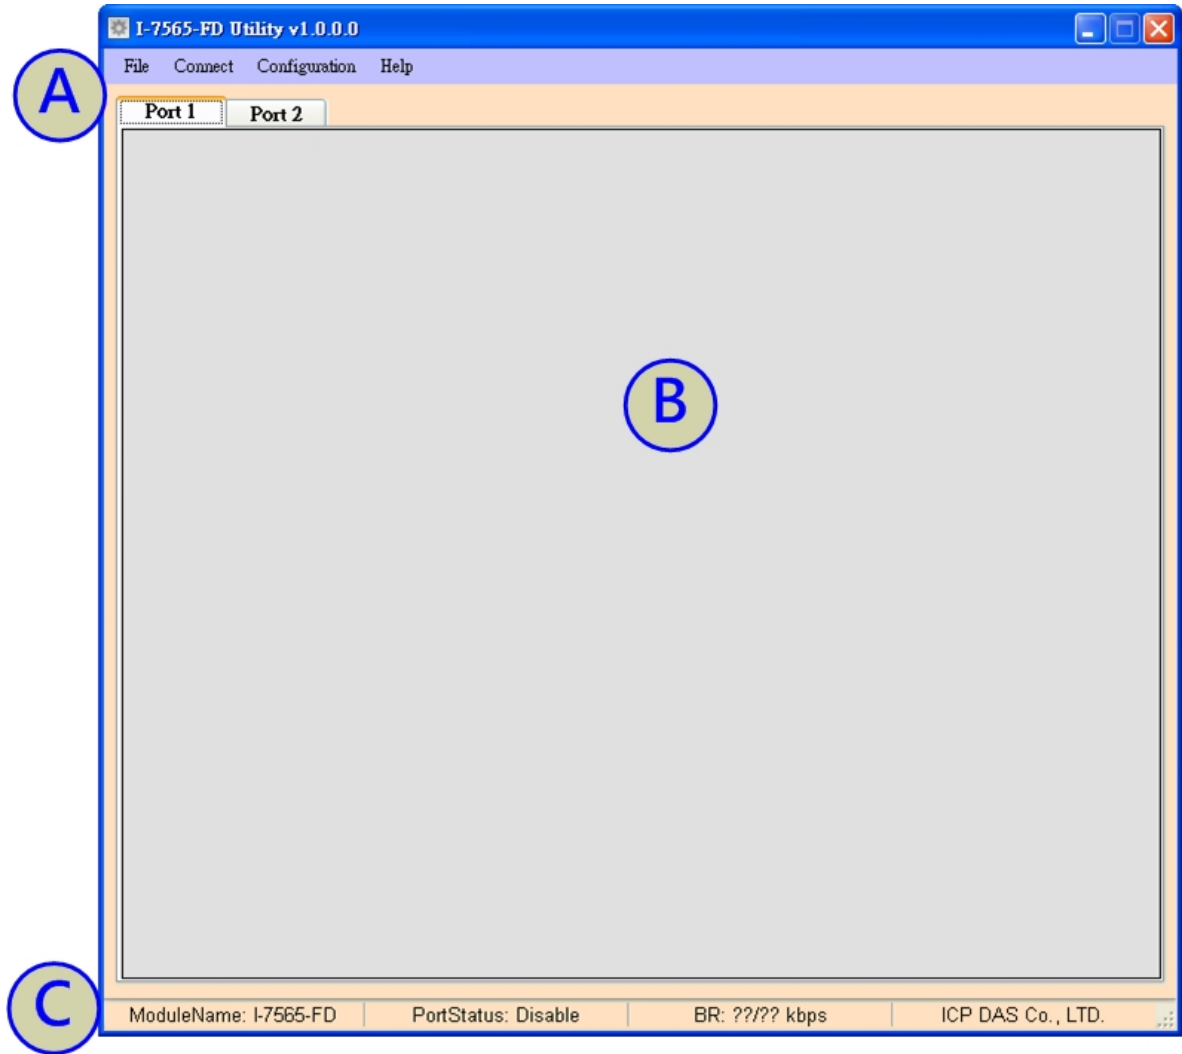 I-7565-FD Utility v1.0.0.0
File Connect Configuration Help
A
Port 1 Port 2
B
C
ModuleName: I-7565-FD PortStatus: Disable BR: ??/?? kbps ICP DAS Co., LTD.